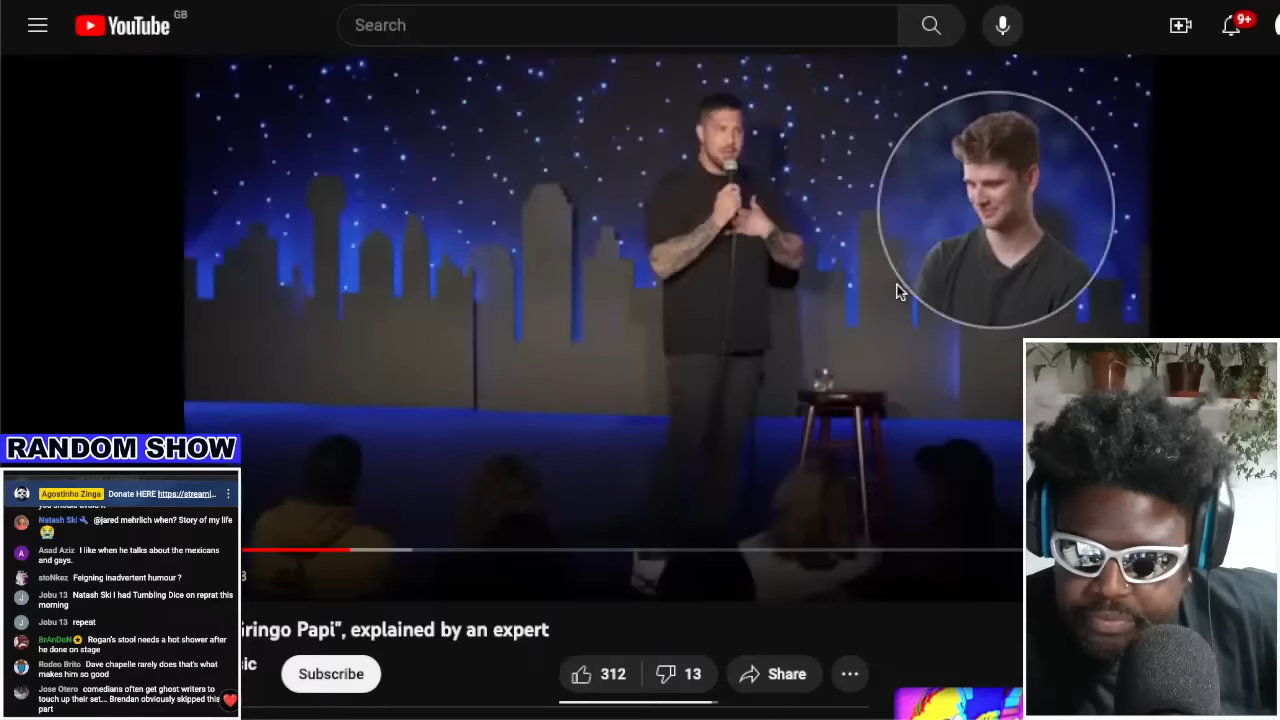 YouTube GB
Search
9+
RANDOM SHOW
Agostinho Zinga Donate HERE https://streaml...
Natash Ski @jared mehrlich when? Story of my life
Asad Aziz I like when he talks about the mexicans
and gays.
stoNkez Feigning inadvertent humour ?
Jobu 13 Natash Ski I had Tumbling Dice on reprat this
morning
Jobu 13 repeat
BrAnDoN Rogan's stool needs a hot shower after
he done on stage
Rodeo Brito Dave chapelle rarely does that's what
makes him so good
Jose Otero comedians often get ghost writers to
touch up their set... Brendan obviously skipped this
part
ringo Papi", explained by an expert
ic
Subscribe
312
13
Share